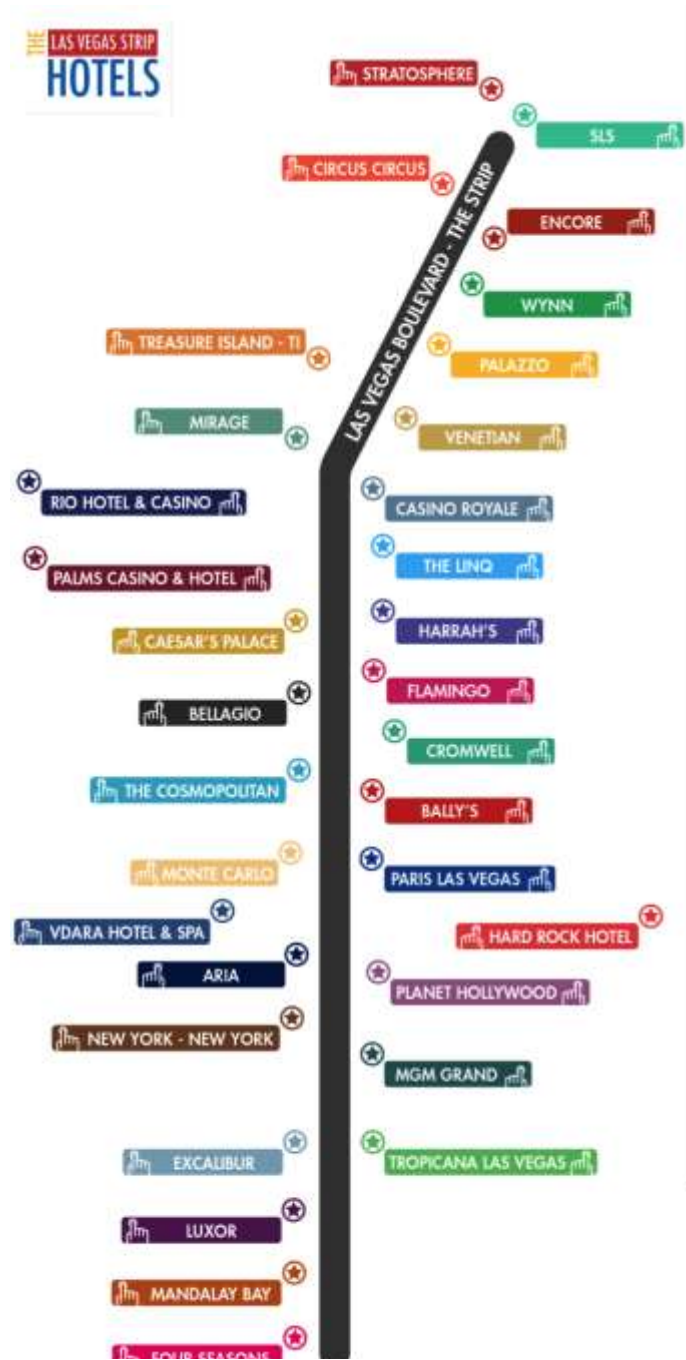 THE
LAS VEGAS STRIP
HOTELS
STRATOSPHERE
SLS
CIRCUS CIRCUS
ENCORE
LAS VEGAS BOULEVARD - THE STRIP
WYNN
TREASURE ISLAND - TI
PALAZZO
MIRAGE
VENETIAN
RIO HOTEL & CASINO
CASINO ROYALE
THE LINQ
PALMS CASINO & HOTEL
CAESAR'S PALACE
HARRAH'S
FLAMINGO
BELLAGIO
CROMWELL
THE COSMOPOLITAN
BALLY'S
MONTE CARLO
PARIS LAS VEGAS
VDARA HOTEL & SPA
HARD ROCK HOTEL
ARIA
PLANET HOLLYWOOD
NEW YORK - NEW YORK
MGM GRAND
EXCALIBUR
TROPICANA LAS VEGAS
LUXOR
MANDALAY BAY
FOUR SEASONS